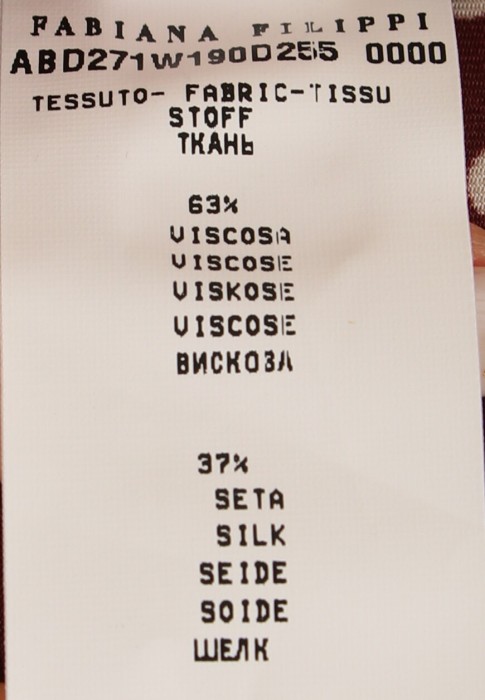 FABIANA FILIPPI
ABD271W190D255 0000
TESSUTO- FABRIC-TISSU
STOFF
ТКАНЬ
63%
VISCOSA
VISCOSE
VISKOSE
VISCOSE
ВИСКОЗА
37%
SETA
SILK
SEIDE
SOIDE
ШЕЛК